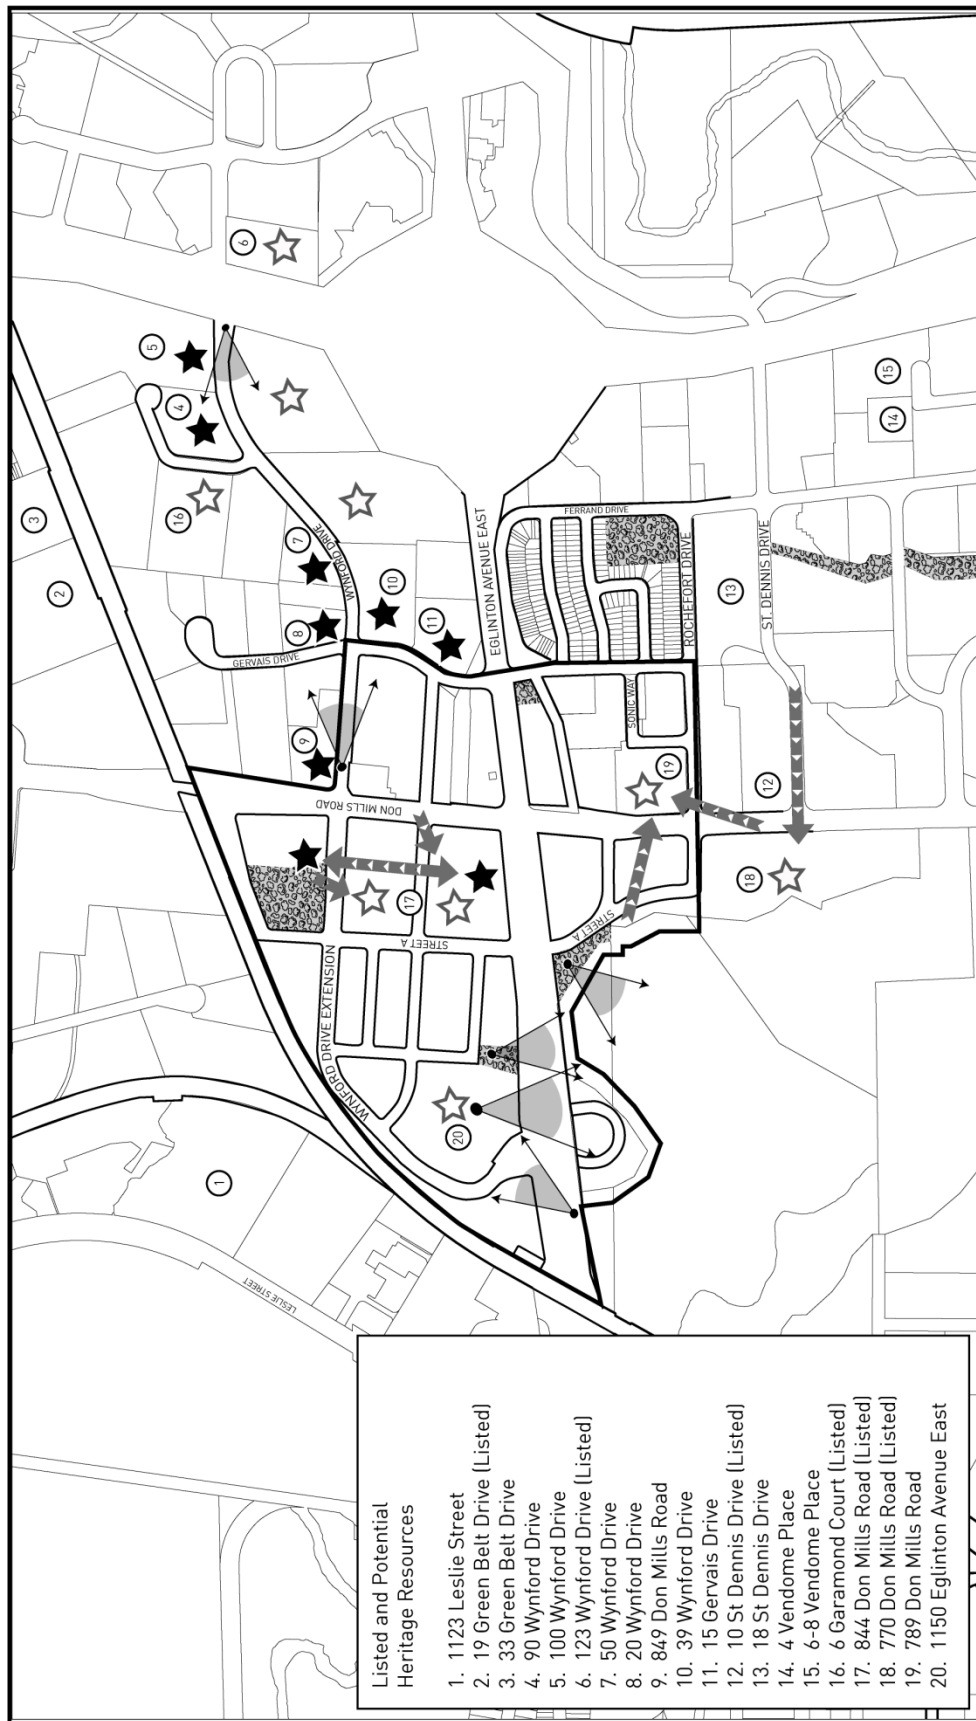 Listed and Potential
Heritage Resources
1. 1123 Leslie Street
2. 19 Green Belt Drive (Listed)
3. 33 Green Belt Drive
4. 90 Wynford Drive
5. 100 Wynford Drive
6. 123 Wynford Drive (Listed)
7. 50 Wynford Drive
8. 20 Wynford Drive
9. 849 Don Mills Road
10. 39 Wynford Drive
11. 15 Gervais Drive
12. 10 St Dennis Drive (Listed)
13. 18 St Dennis Drive
14. 4 Vendome Place
15. 6-8 Vendome Place
16. 6 Garamond Court (Listed)
17. 844 Don Mills Road (Listed)
18. 770 Don Mills Road (Listed)
19. 789 Don Mills Road
20. 1150 Eglinton Avenue East
LESLIE STREET
WYNFORD DRIVE EXTENSION
STREET A
STREET A
DON MILLS ROAD
GERVAIS DRIVE
WYNFORD DRIVE
EGLINTON AVENUE EAST
FERRAND DRIVE
ROCHEFORT DRIVE
SONIC WAY
ST. DENNIS DRIVE
1
2
3
4
5
6
7
8
9
10
11
12
13
14
15
16
17
18
19
20